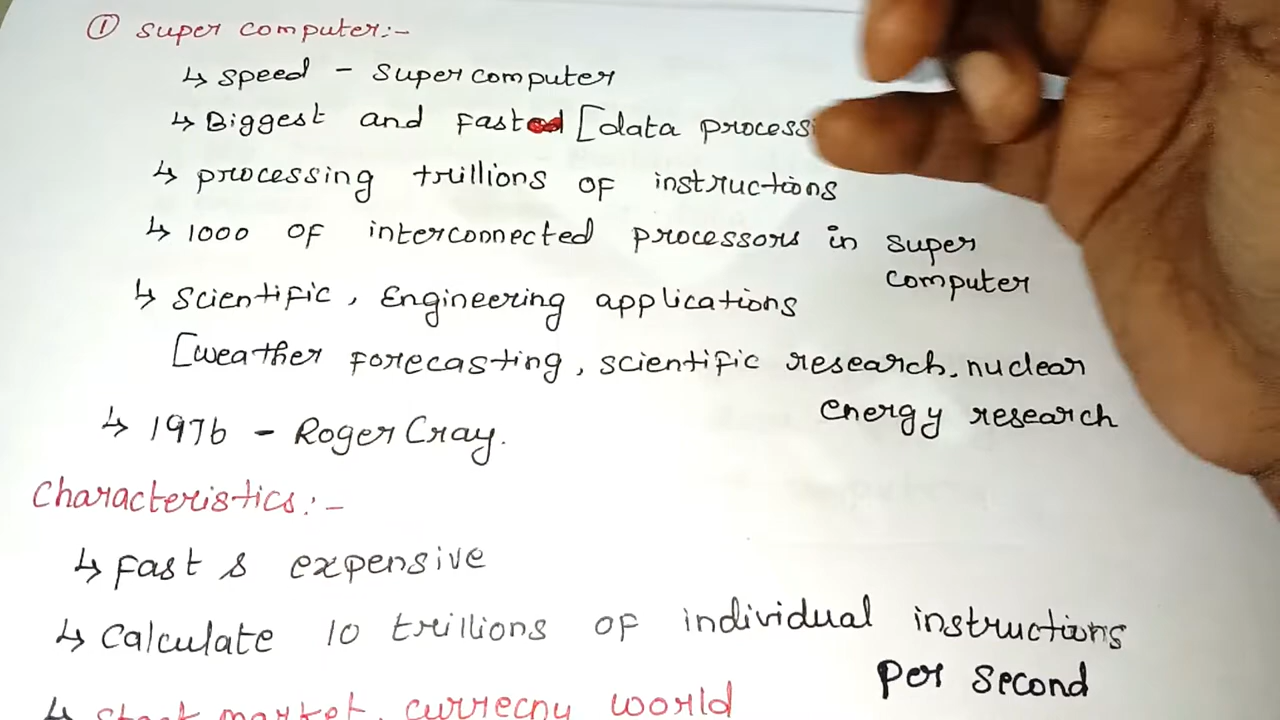 ① Super computer:-
↳ speed - super computer
↳ Biggest and fast [data process
↳ processing trillions of instructions
↳ 1000 of interconnected processors in super
computer
↳ scientific, Engineering applications
[weather forecasting, scientific research, nuclear
energy research
↳ 1976 - Roger Cray.
Characteristics:-
↳ fast & expensive
↳ Calculate 10 trillions of individual instructions
per second
↳ market, currecny world